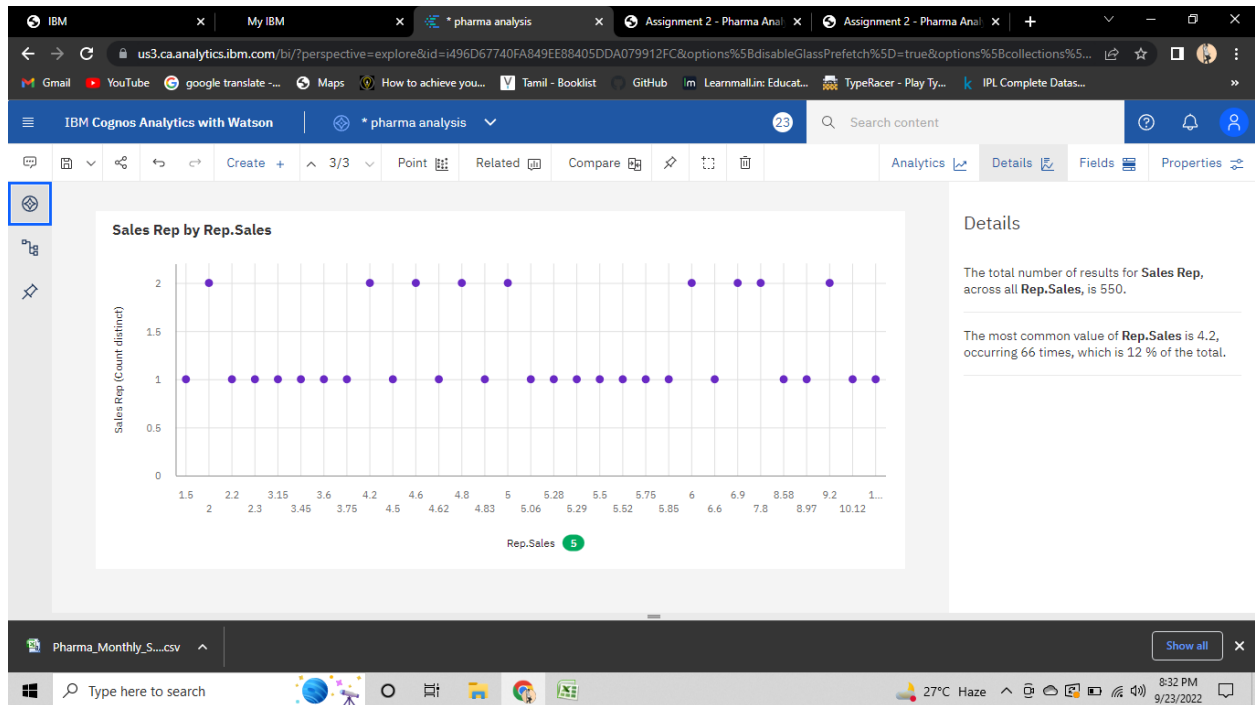 IBM
My IBM
* pharma analysis
Assignment 2 - Pharma Anal
Assignment 2 - Pharma Anal
us3.ca.analytics.ibm.com/bi/?perspective=explore&id=i496D67740FA849EE88405DDA079912FC&options%5BdisableGlassPrefetch%5D=true&options%5Bcollections%5...
Gmail YouTube google translate -... Maps How to achieve you... Tamil - Booklist GitHub Learnmall.in: Educat... TypeRacer - Play Ty... IPL Complete Datas... »
IBM Cognos Analytics with Watson * pharma analysis 23 Search content
Create + 3/3 Point Related Compare Analytics Details Fields Properties
Sales Rep by Rep.Sales
Sales Rep (Count distinct)
2
1.5
1
0.5
0
1.5 2.2 3.15 3.6 4.2 4.6 4.8 5 5.28 5.5 5.75 6 6.9 8.58 9.2 1...
2 2.3 3.45 3.75 4.5 4.62 4.83 5.06 5.29 5.52 5.85 6.6 7.8 8.97 10.12
Rep.Sales 5
Details
The total number of results for Sales Rep,
across all Rep.Sales, is 550.
The most common value of Rep.Sales is 4.2,
occurring 66 times, which is 12 % of the total.
Pharma_Monthly_S....csv
Show all
Type here to search
27°C Haze
8:32 PM
9/23/2022